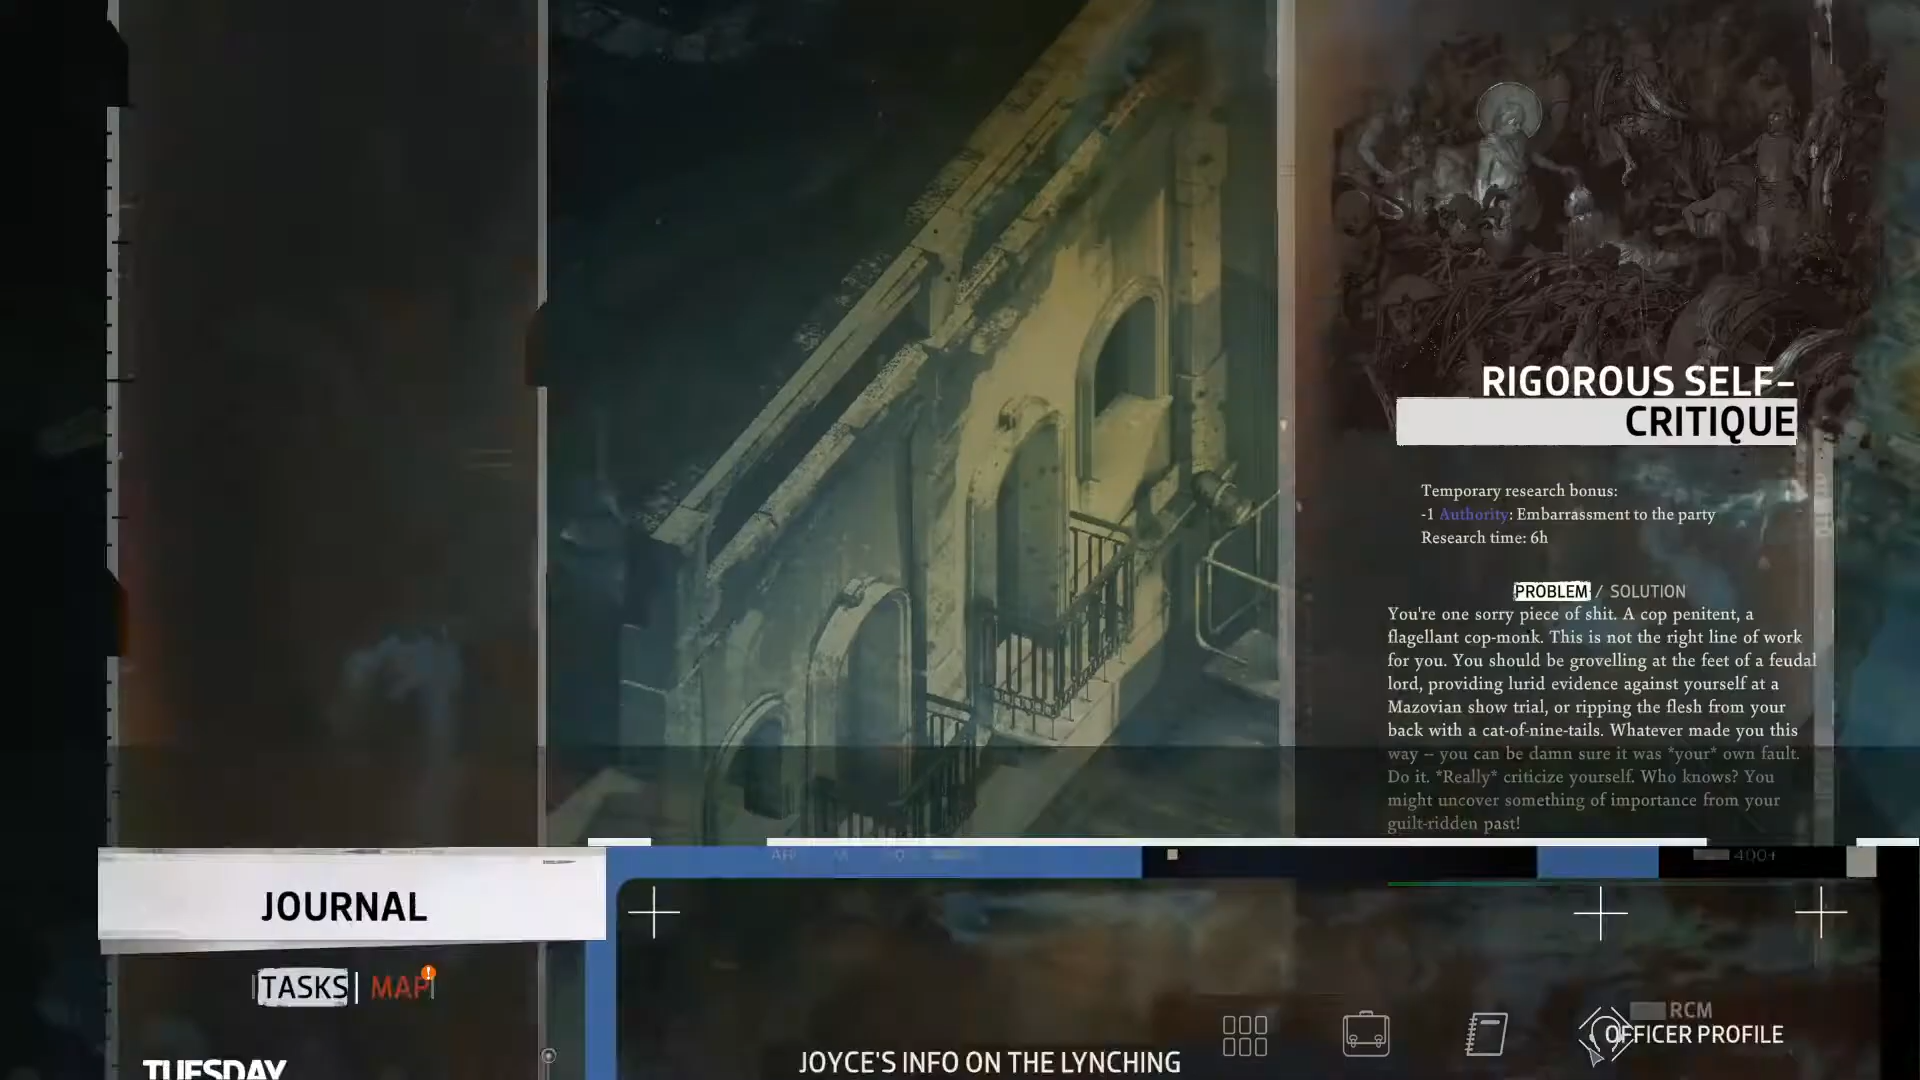 RIGOROUS SELF-
CRITIQUE
Temporary research bonus:
-1 Authority: Embarrassment to the party
Research time: 6h
PROBLEM / SOLUTION
You're one sorry piece of shit. A cop penitent, a
flagellant cop-monk. This is not the right line of work
for you. You should be grovelling at the feet of a feudal
lord, providing lurid evidence against yourself at a
Mazovian show trial, or ripping the flesh from your
back with a cat-of-nine-tails. Whatever made you this
way – you can be damn sure it was *your* own fault.
Do it. *Really* criticize yourself. Who knows? You
might uncover something of importance from your
guilt-ridden past!
400+
JOURNAL
TASKS | MAP
!
RCM
OFFICER PROFILE
JOYCE'S INFO ON THE LYNCHING
TUESDAY